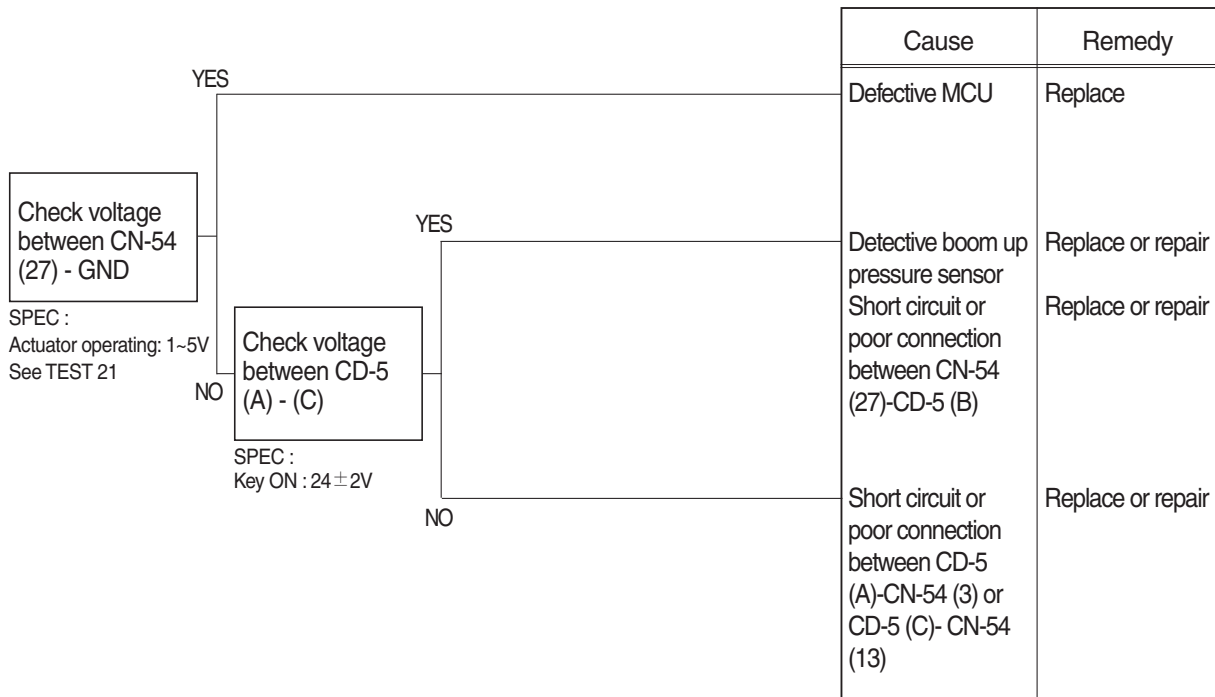 Cause
Remedy
YES
Defective MCU
Replace
Check voltage
between CN-54
(27) - GND
SPEC :
Actuator operating: 1~5V
See TEST 21
NO
YES
Detective boom up
pressure sensor
Replace or repair
Short circuit or
poor connection
between CN-54
(27)-CD-5 (B)
Replace or repair
Check voltage
between CD-5
(A) - (C)
SPEC :
Key ON : 24±2V
NO
Short circuit or
poor connection
between CD-5
(A)-CN-54 (3) or
CD-5 (C)- CN-54
(13)
Replace or repair